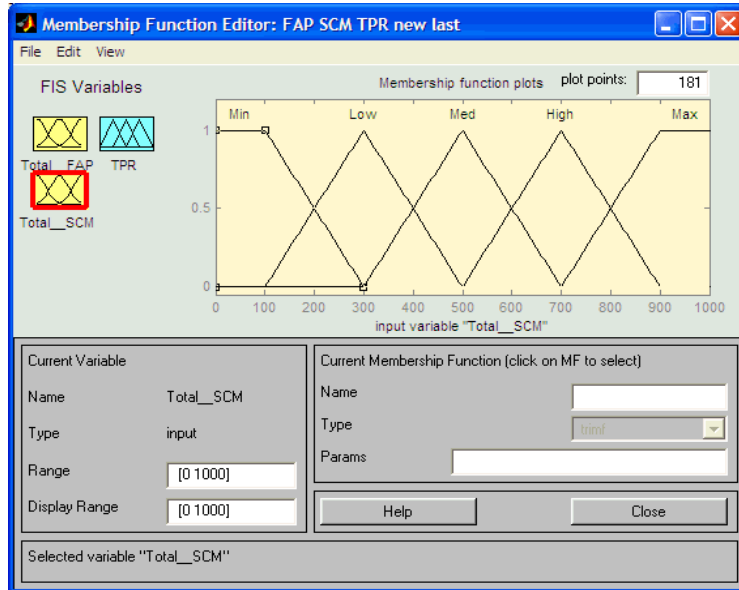 Membership Function Editor: FAP SCM TPR new last
File Edit View
FIS Variables
Membership function plots plot points: 181
Min Low Med High Max
1
0.5
0
Total__FAP TPR
Total__SCM
0 100 200 300 400 500 600 700 800 900 1000
input variable "Total__SCM"
Current Variable
Name Total__SCM
Type input
Range [0 1000]
Display Range [0 1000]
Current Membership Function (click on MF to select)
Name
Type trimf
Params
Help Close
Selected variable "Total__SCM"